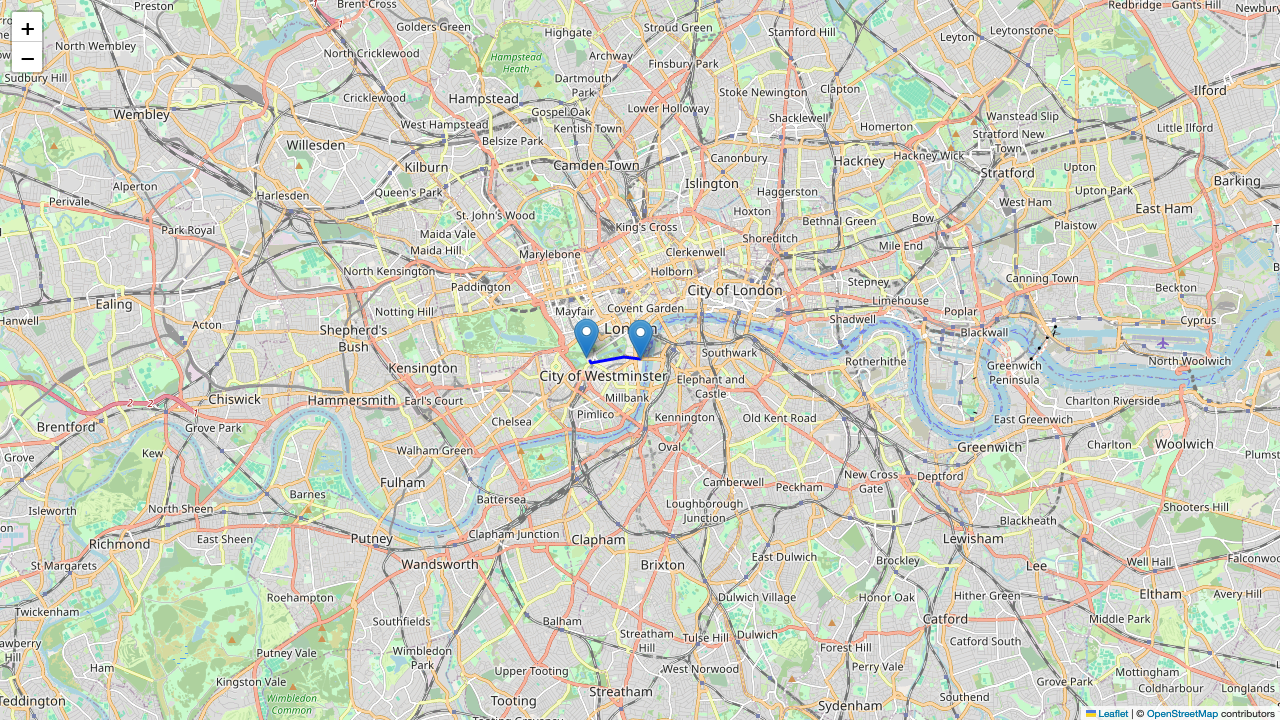 Preston
Brent Cross
Golders Green
Highgate
Stroud Green
Stamford Hill
Redbridge
Gants Hill
Leyton
Leytonstone
+
−
North Wembley
North Cricklewood
Hampstead
Heath
Archway
Finsbury Park
Sudbury Hill
Dartmouth
Park
Clapton
Stoke Newington
Ilford
Cricklewood
Hampstead
Gospel Oak
Lower Holloway
Wembley
Shacklewell
Wanstead Slip
West Hampstead
Kentish Town
Homerton
Little Ilford
Stratford New
Town
Willesden
Belsize Park
Canonbury
Hackney
Hackney Wick
Kilburn
Camden Town
Upton
Stratford
Alperton
Harlesden
Queen's Park
Islington
Haggerston
Upton Park
Barking
Perivale
St. John's Wood
Hoxton
Bethnal Green
Bow
West Ham
East Ham
Park Royal
Maida Vale
King's Cross
Shoreditch
Plaistow
Maida Hill
Marylebone
Clerkenwell
Mile End
North Kensington
Holborn
Canning Town
Paddington
City of London
Stepney
Beckton
Ealing
Notting Hill
Mayfair
Covent Garden
Limehouse
Poplar
Hanwell
Acton
Shepherd's
Bush
London
Shadwell
Blackwall
Cyprus
Kensington
Southwark
Rotherhithe
Greenwich
Peninsula
North Woolwich
City of Westminster
Elephant and
Castle
Chiswick
Hammersmith
Earl's Court
Millbank
Charlton Riverside
2
2
Pimlico
Kennington
Old Kent Road
East Greenwich
Brentford
Grove Park
Chelsea
Grove
Kew
Walham Green
Oval
Greenwich
Charlton
Woolwich
Fulham
Camberwell
Peckham
New Cross
Gate
Deptford
Barnes
Battersea
Isleworth
North Sheen
Loughborough
Junction
Shooters Hill
Blackheath
Richmond
East Sheen
Putney
Clapham Junction
Clapham
Lewisham
St Margarets
Wandsworth
Brixton
East Dulwich
Brockley
Lee
Well Hall
Falconwood
Roehampton
Dulwich Village
Honor Oak
Hither Green
Eltham
Avery Hill
Twickenham
Southfields
Balham
Catford
Middle Park
Streatham
Hill
Tulse Hill
Dulwich
Forest Hill
Catford South
Putney Vale
Wimbledon
Park
Ham
Upper Tooting
West Norwood
Perry Vale
Mottingham
Kingston Vale
Grove Park
Coldharbour
Longlands
Teddington
Wimbledon
Common
Tooting
Streatham
Sydenham
Southend
Leaflet | © OpenStreetMap contributors